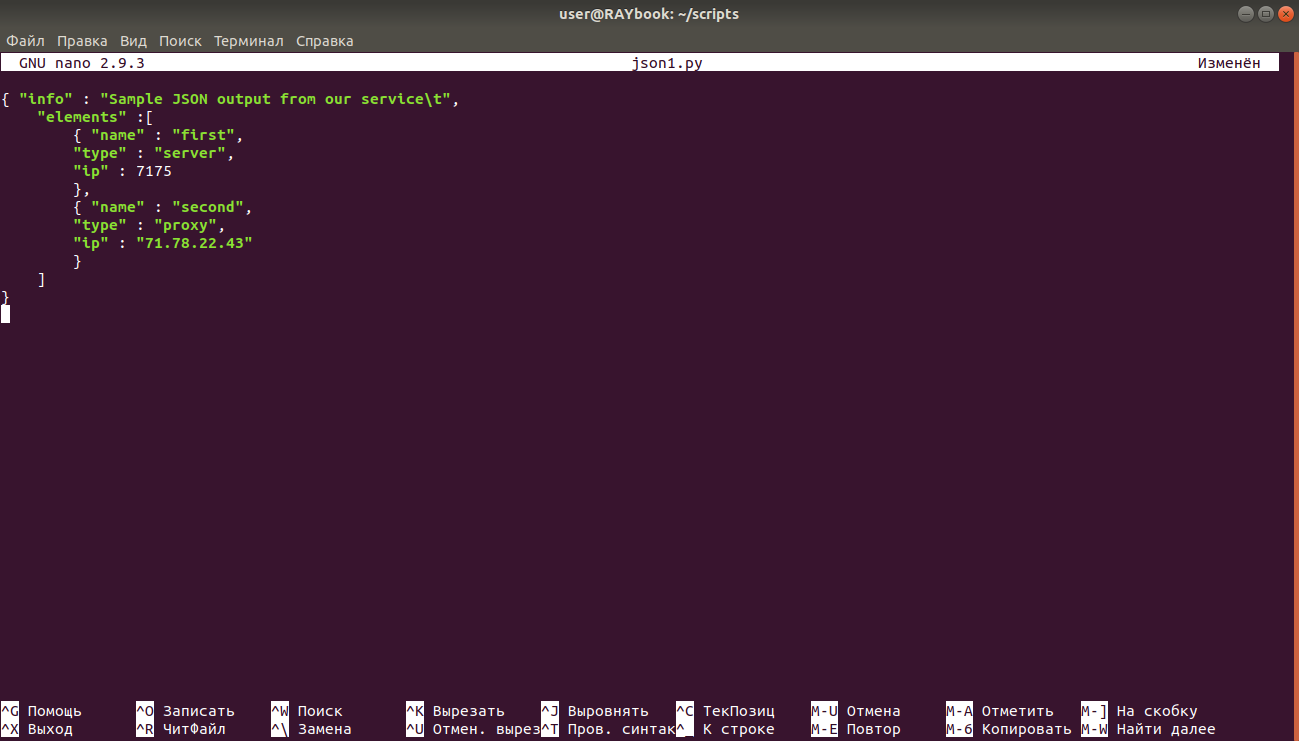 user@RAYbook: ~/scripts
Файл Правка Вид Поиск Терминал Справка
GNU nano 2.9.3 json1.py Изменён
{ "info" : "Sample JSON output from our service\t",
    "elements" :[
        { "name" : "first",
        "type" : "server",
        "ip" : 7175
        },
        { "name" : "second",
        "type" : "proxy",
        "ip" : "71.78.22.43"
        }
    ]
}
^G Помощь ^O Записать ^W Поиск ^K Вырезать ^J Выровнять ^C ТекПозиц M-U Отмена M-A Отметить M-] На скобку
^X Выход ^R ЧитФайл ^\ Замена ^U Отмен. вырез ^T Пров. синтак ^_ К строке M-E Повтор M-6 Копировать M-W Найти далее